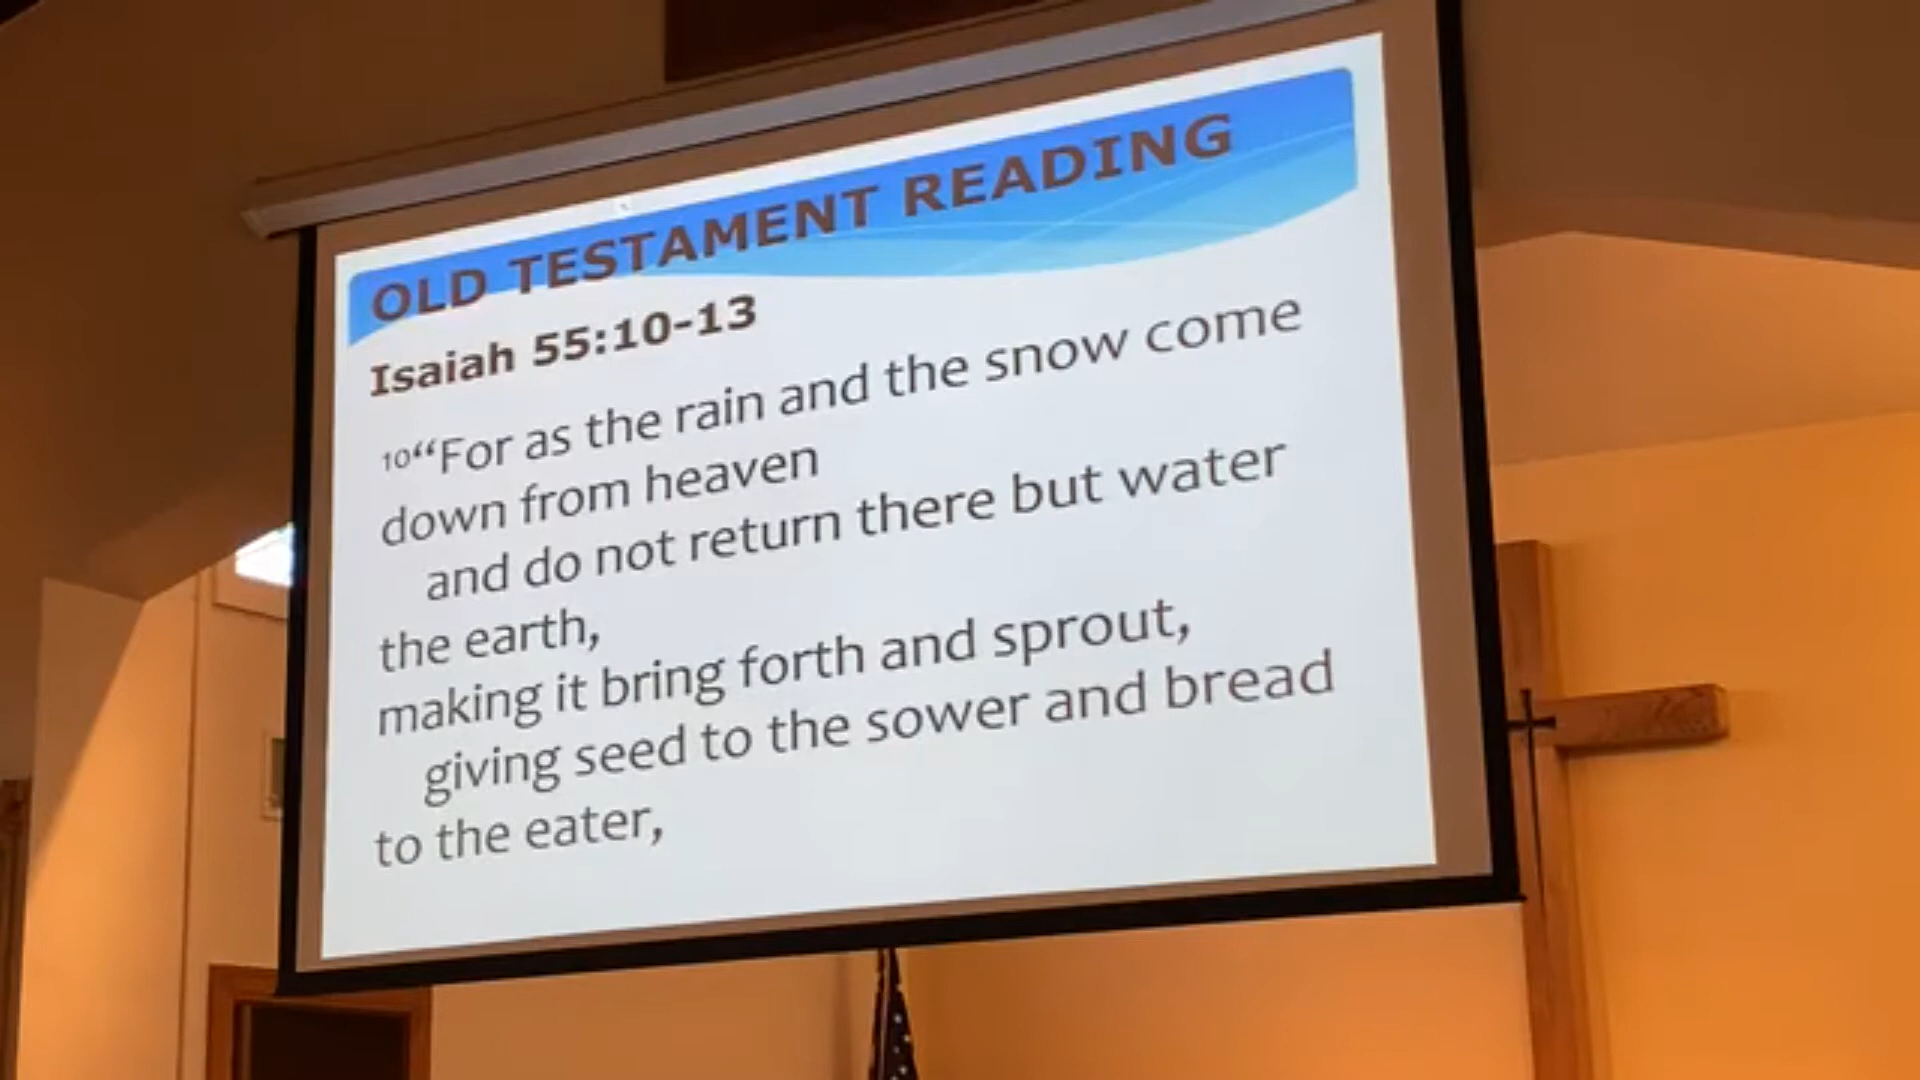 OLD TESTAMENT READING
Isaiah 55:10-13
10“For as the rain and the snow come
down from heaven
and do not return there but water
the earth,
making it bring forth and sprout,
giving seed to the sower and bread
to the eater,